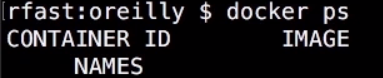 [rfast:oreilly $ docker ps
CONTAINER ID IMAGE
NAMES